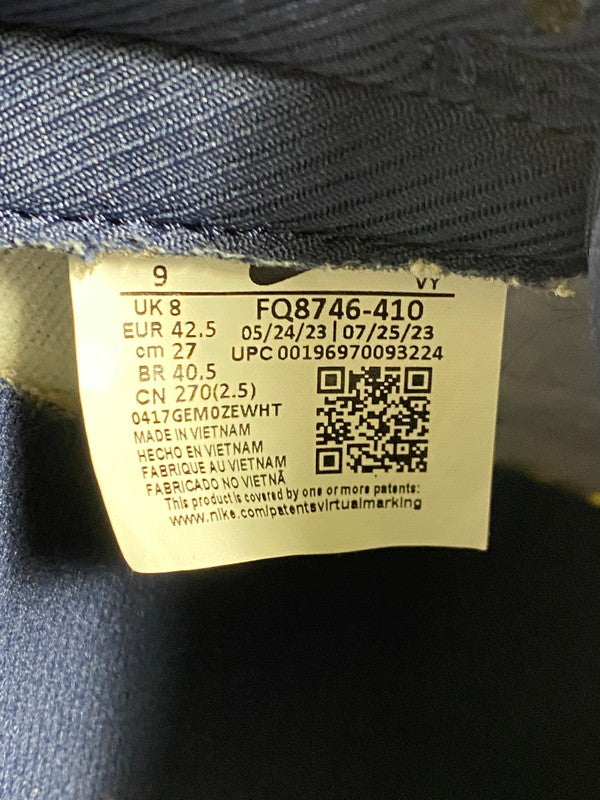 9 VY
UK 8 FQ8746-410
EUR 42.5 05/24/23 | 07/25/23
cm 27 UPC 00196970093224
BR 40.5
CN 270(2.5)
0417GEM0ZEWHT
MADE IN VIETNAM
HECHO EN VIETNAM
FABRIQUE AU VIETNAM
FABRICADO NO VIETNÃ
This product is covered by one or more patents:
www.nike.com/patentsvirtualmarking